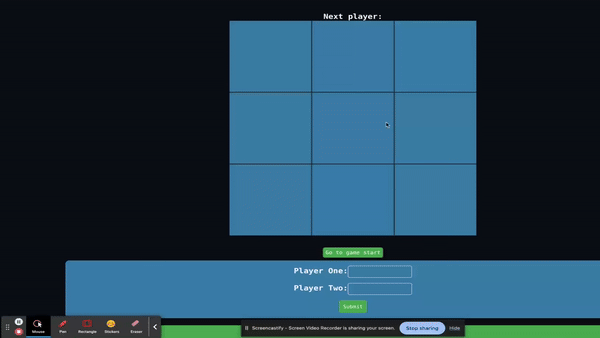 Next player:
Go to game start
Player One:
Player Two:
Submit
Mouse
Pen
Rectangle
Stickers
Eraser
Screencastify - Screen Video Recorder is sharing your screen.
Stop sharing
Hide